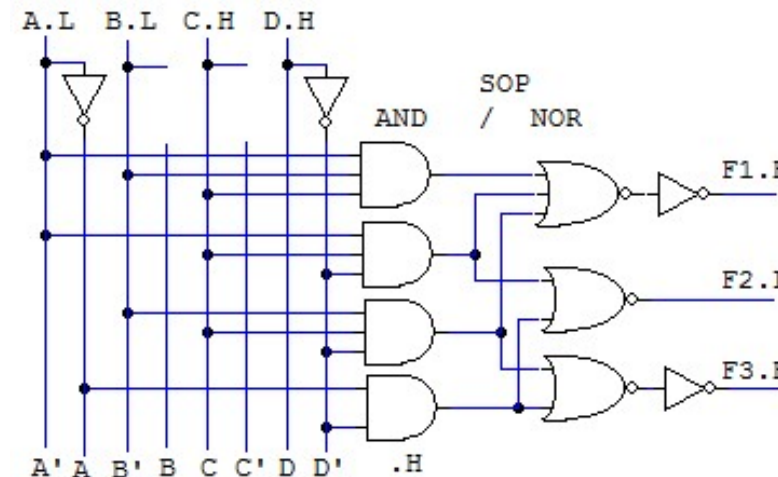 A.L B.L C.H D.H
SOP
AND / NOR
F1.
F2.
F3.
A' A B' B C C' D D' .H